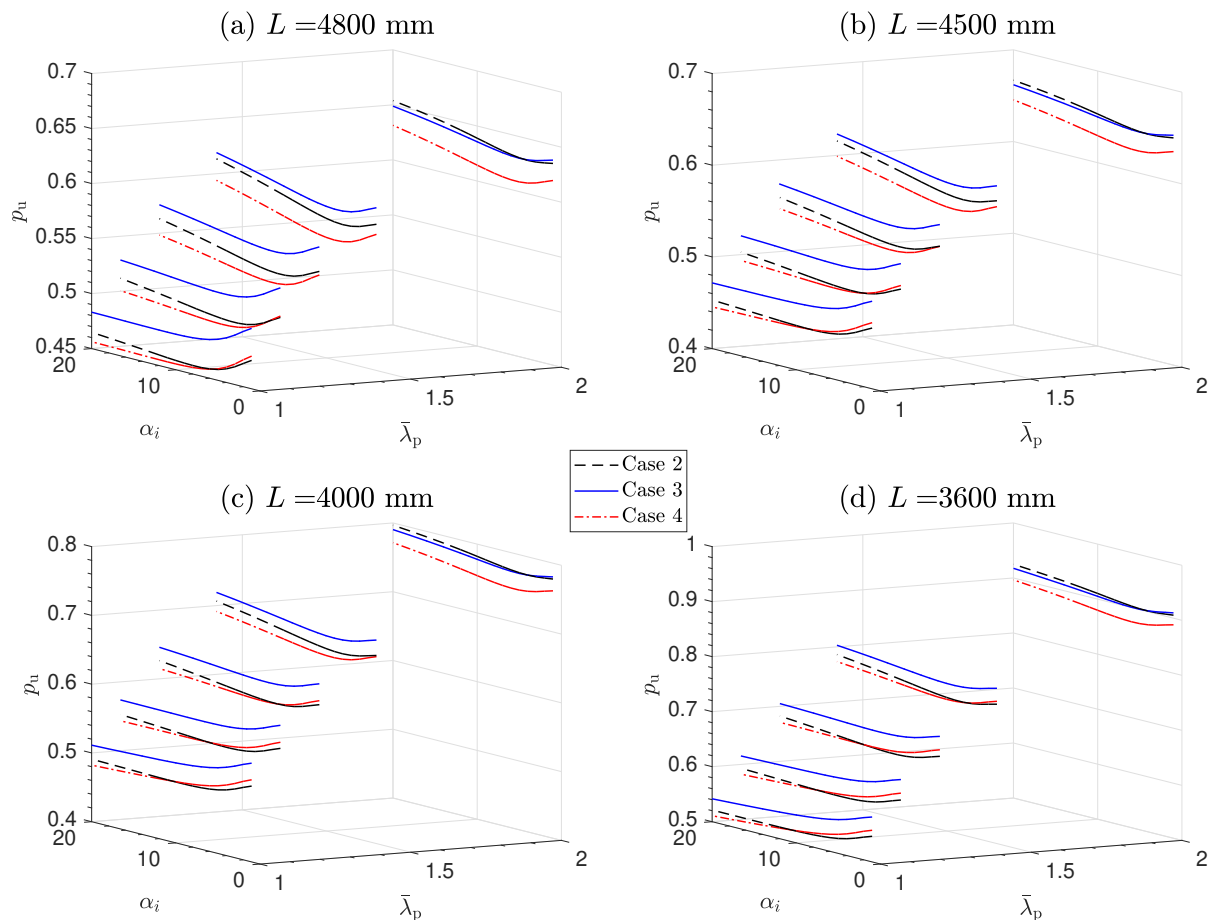 (a) L =4800 mm
0.7
0.65
0.6
0.55
0.5
0.45
p_u
20
10
0
α_i
1
1.5
2
λ̄_p
(b) L =4500 mm
0.7
0.6
0.5
0.4
p_u
20
10
0
α_i
1
1.5
2
λ̄_p
Case 2
Case 3
Case 4
(c) L =4000 mm
0.8
0.7
0.6
0.5
0.4
p_u
20
10
0
α_i
1
1.5
2
λ̄_p
(d) L =3600 mm
1
0.9
0.8
0.7
0.6
0.5
p_u
20
10
0
α_i
1
1.5
2
λ̄_p